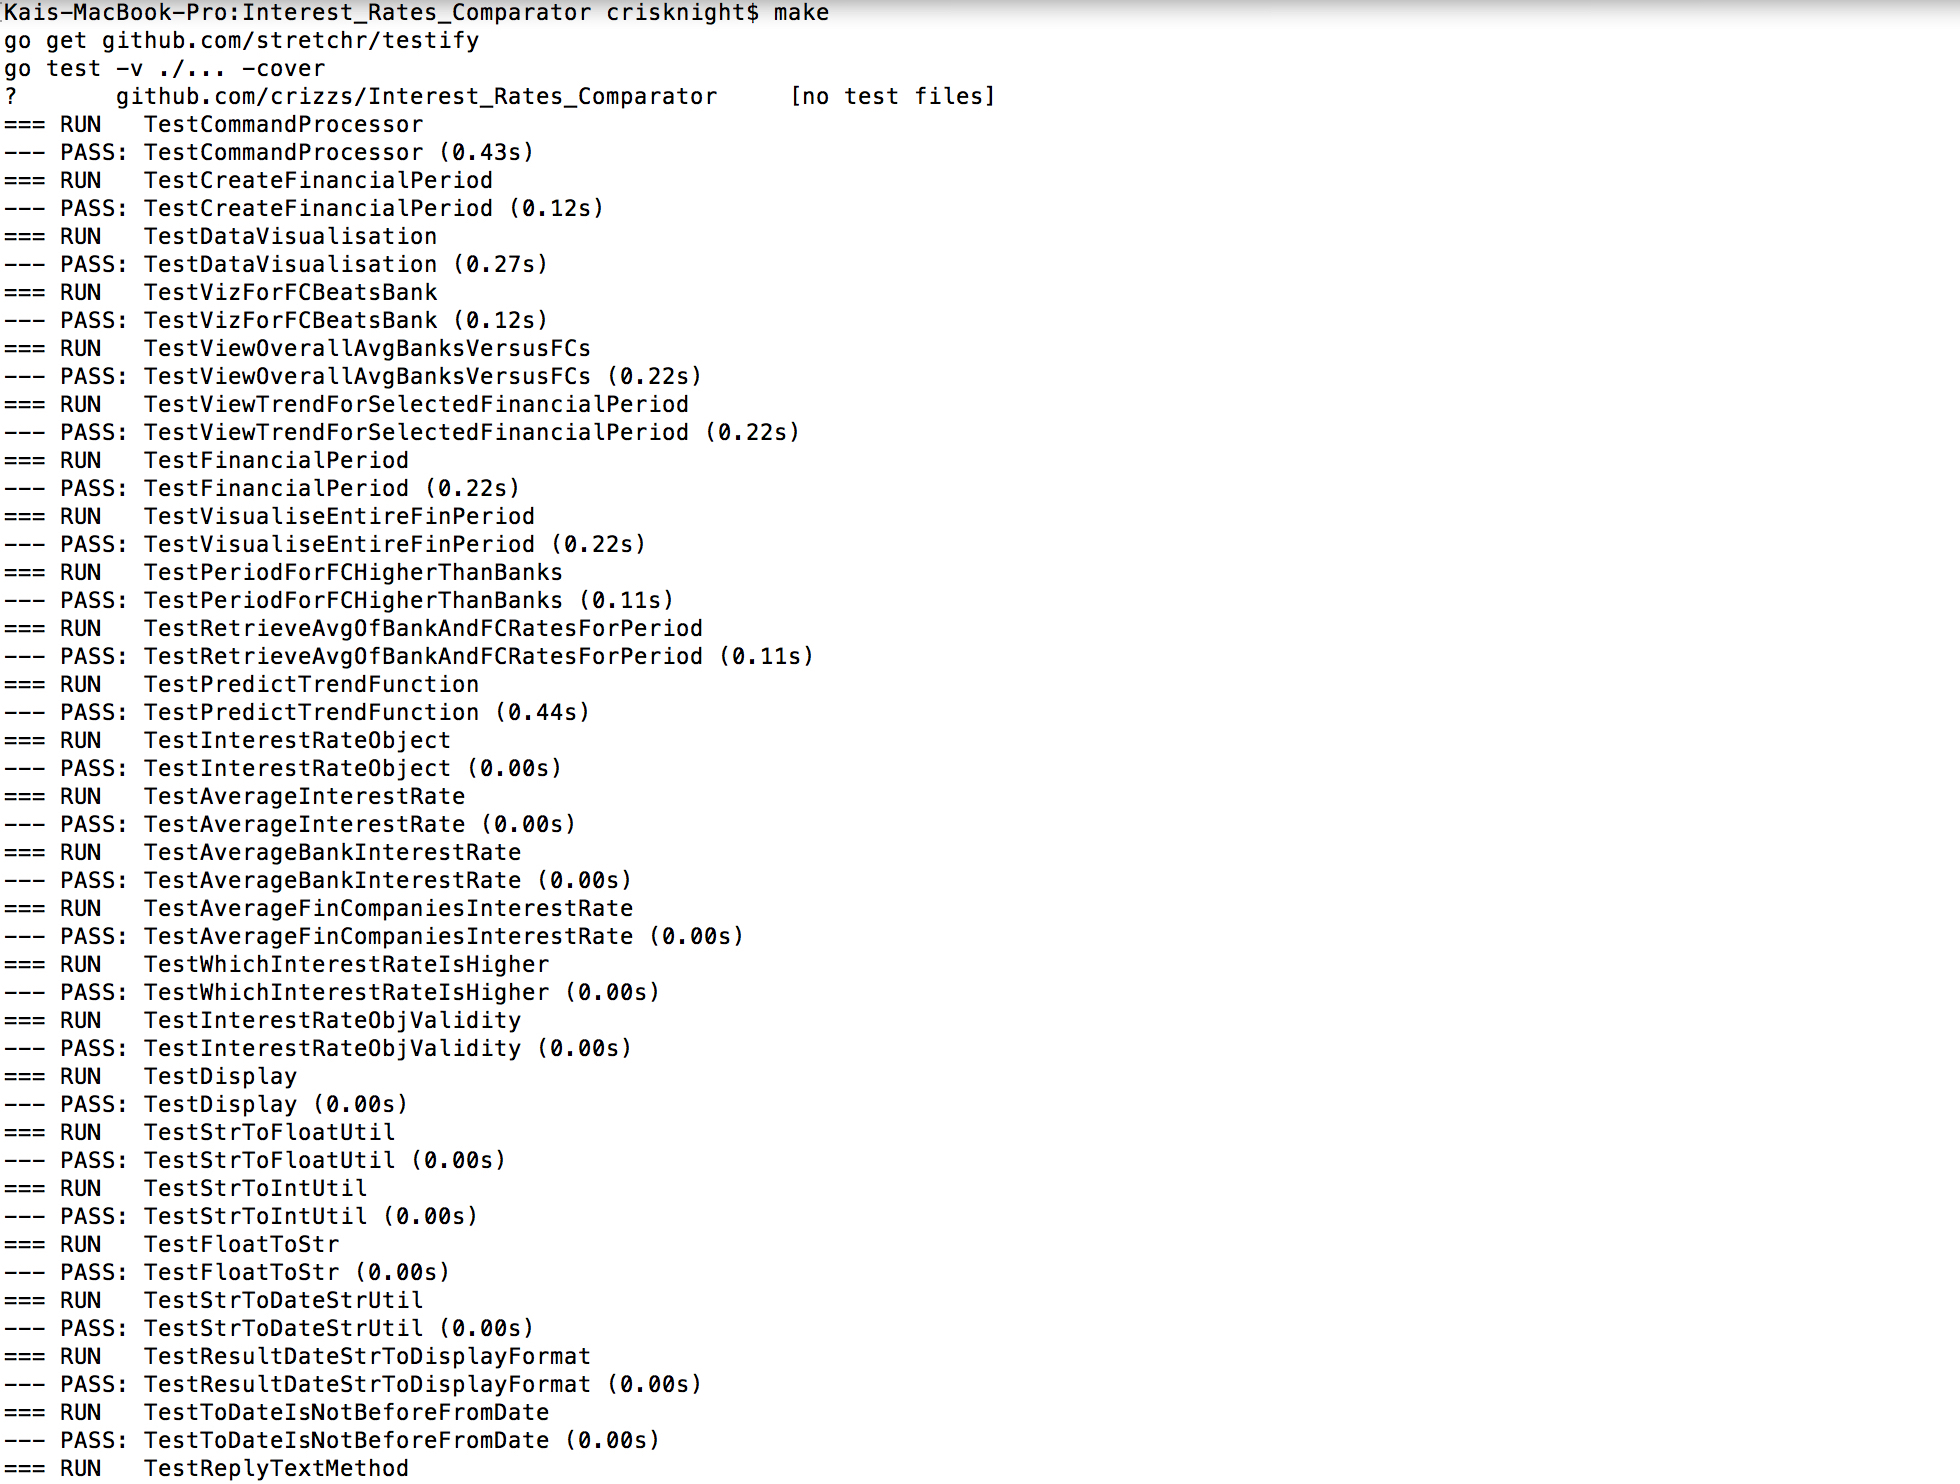 Kais-MacBook-Pro:Interest_Rates_Comparator crisknight$ make
go get github.com/stretchr/testify
go test -v ./... -cover
?       github.com/crizzs/Interest_Rates_Comparator     [no test files]
=== RUN   TestCommandProcessor
--- PASS: TestCommandProcessor (0.43s)
=== RUN   TestCreateFinancialPeriod
--- PASS: TestCreateFinancialPeriod (0.12s)
=== RUN   TestDataVisualisation
--- PASS: TestDataVisualisation (0.27s)
=== RUN   TestVizForFCBeatsBank
--- PASS: TestVizForFCBeatsBank (0.12s)
=== RUN   TestViewOverallAvgBanksVersusFCs
--- PASS: TestViewOverallAvgBanksVersusFCs (0.22s)
=== RUN   TestViewTrendForSelectedFinancialPeriod
--- PASS: TestViewTrendForSelectedFinancialPeriod (0.22s)
=== RUN   TestFinancialPeriod
--- PASS: TestFinancialPeriod (0.22s)
=== RUN   TestVisualiseEntireFinPeriod
--- PASS: TestVisualiseEntireFinPeriod (0.22s)
=== RUN   TestPeriodForFCHigherThanBanks
--- PASS: TestPeriodForFCHigherThanBanks (0.11s)
=== RUN   TestRetrieveAvgOfBankAndFCRatesForPeriod
--- PASS: TestRetrieveAvgOfBankAndFCRatesForPeriod (0.11s)
=== RUN   TestPredictTrendFunction
--- PASS: TestPredictTrendFunction (0.44s)
=== RUN   TestInterestRateObject
--- PASS: TestInterestRateObject (0.00s)
=== RUN   TestAverageInterestRate
--- PASS: TestAverageInterestRate (0.00s)
=== RUN   TestAverageBankInterestRate
--- PASS: TestAverageBankInterestRate (0.00s)
=== RUN   TestAverageFinCompaniesInterestRate
--- PASS: TestAverageFinCompaniesInterestRate (0.00s)
=== RUN   TestWhichInterestRateIsHigher
--- PASS: TestWhichInterestRateIsHigher (0.00s)
=== RUN   TestInterestRateObjValidity
--- PASS: TestInterestRateObjValidity (0.00s)
=== RUN   TestDisplay
--- PASS: TestDisplay (0.00s)
=== RUN   TestStrToFloatUtil
--- PASS: TestStrToFloatUtil (0.00s)
=== RUN   TestStrToIntUtil
--- PASS: TestStrToIntUtil (0.00s)
=== RUN   TestFloatToStr
--- PASS: TestFloatToStr (0.00s)
=== RUN   TestStrToDateStrUtil
--- PASS: TestStrToDateStrUtil (0.00s)
=== RUN   TestResultDateStrToDisplayFormat
--- PASS: TestResultDateStrToDisplayFormat (0.00s)
=== RUN   TestToDateIsNotBeforeFromDate
--- PASS: TestToDateIsNotBeforeFromDate (0.00s)
=== RUN   TestReplyTextMethod